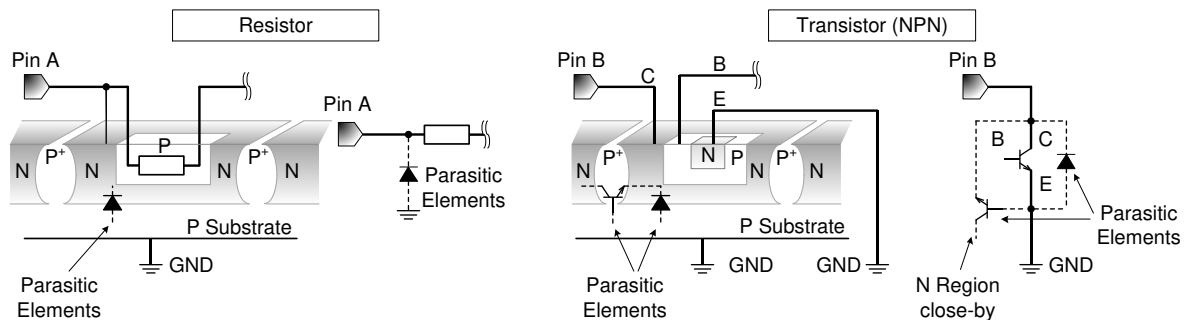 Resistor
Pin A
N
P+
N
P
N
P+
N
Parasitic
Elements
P Substrate
GND
Pin A
Parasitic
Elements
Transistor (NPN)
Pin B
C
B
E
N
P+
N
N
P
P+
N
N
P Substrate
GND
GND
Parasitic
Elements
Pin B
B
C
E
GND
Parasitic
Elements
N Region
close-by